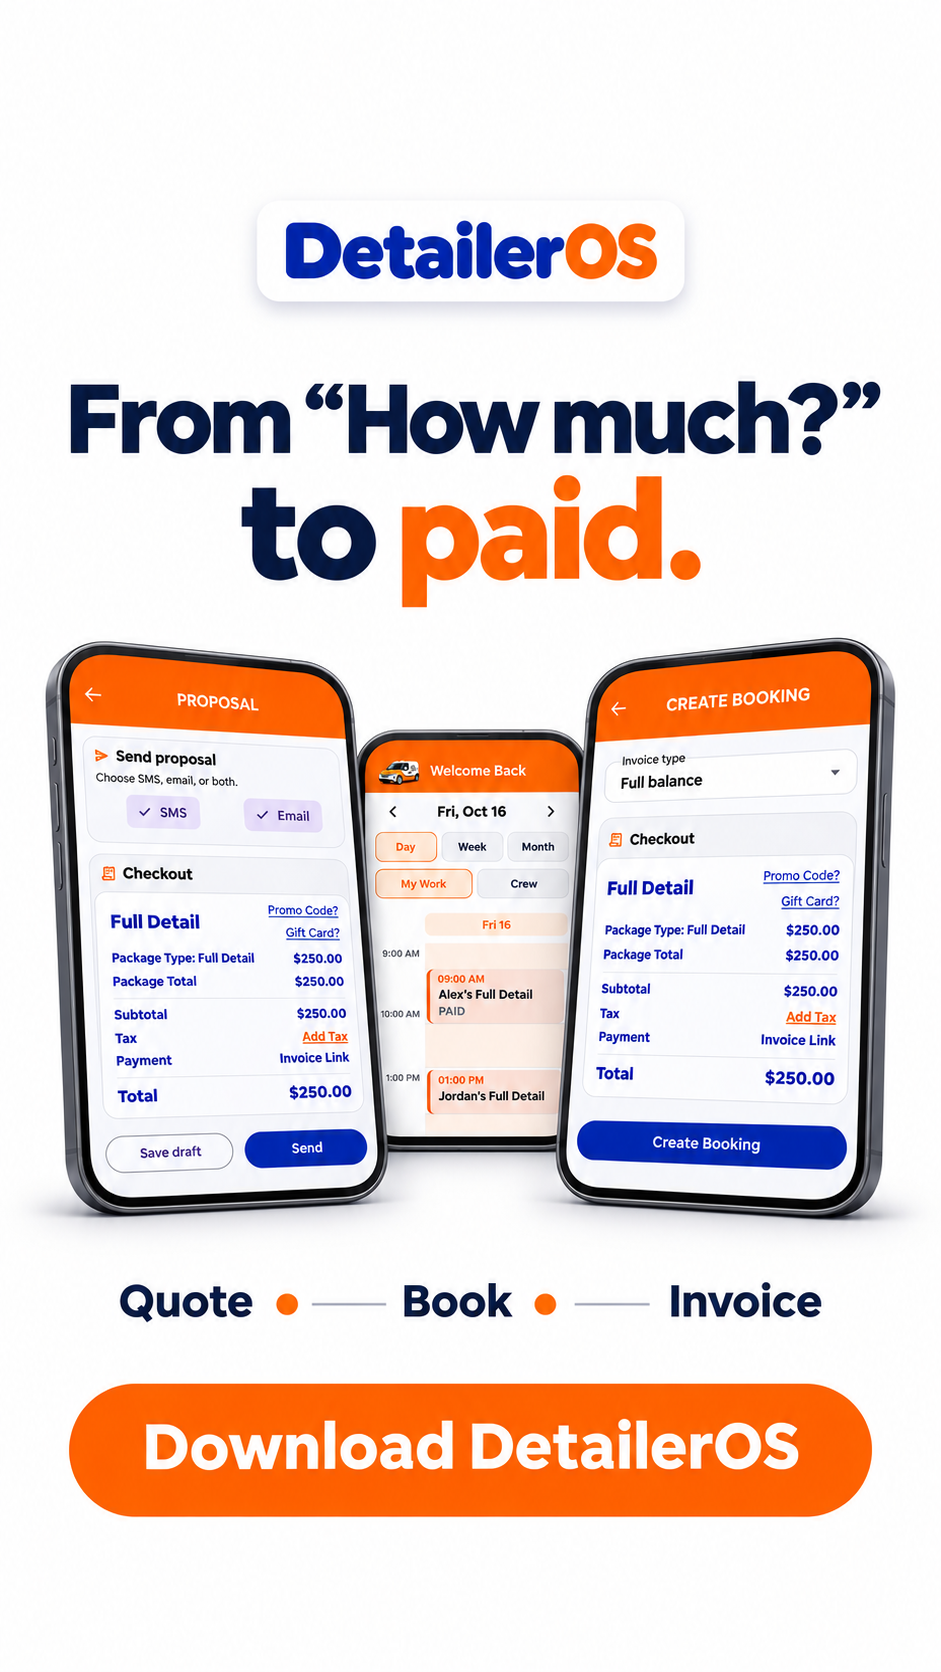 DetailerOS
From “How much?”
to paid.
PROPOSAL
Send proposal
Choose SMS, email, or both.
SMS
Email
Checkout
Full Detail
Promo Code?
Gift Card?
Package Type: Full Detail $250.00
Package Total $250.00
Subtotal $250.00
Tax Add Tax
Payment Invoice Link
Total $250.00
Save draft
Send
Welcome Back
Fri, Oct 16
Day Week Month
My Work Crew
Fri 16
9:00 AM
09:00 AM
Alex's Full Detail
PAID
10:00 AM
1:00 PM
01:00 PM
Jordan's Full Detail
CREATE BOOKING
Invoice type
Full balance
Checkout
Full Detail
Promo Code?
Gift Card?
Package Type: Full Detail $250.00
Package Total $250.00
Subtotal $250.00
Tax Add Tax
Payment Invoice Link
Total $250.00
Create Booking
Quote Book Invoice
Download DetailerOS